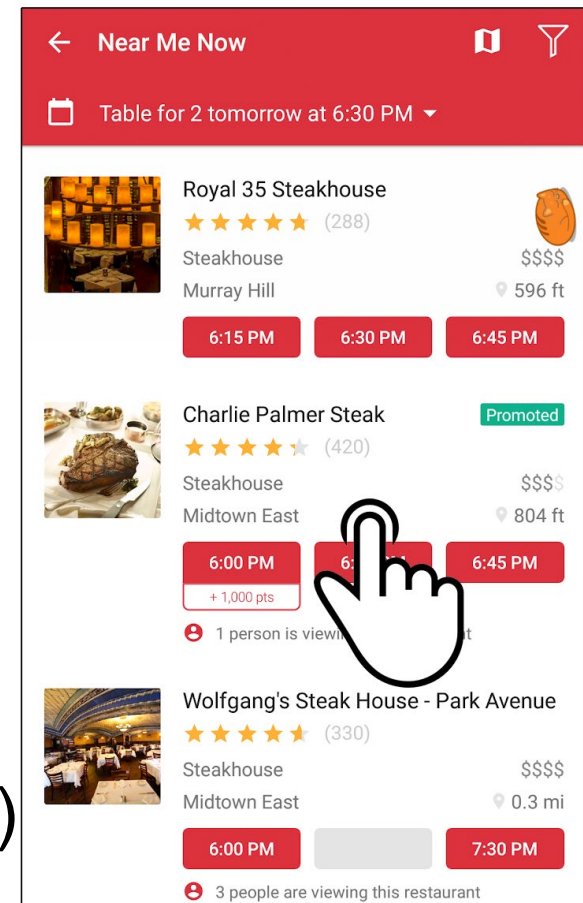 Near Me Now
Table for 2 tomorrow at 6:30 PM
Royal 35 Steakhouse
(288)
Steakhouse $$$$
Murray Hill 596 ft
6:15 PM 6:30 PM 6:45 PM
Charlie Palmer Steak Promoted
(420)
Steakhouse $$$$
Midtown East 804 ft
6:00 PM 6:45 PM
+ 1,000 pts
1 person is
Wolfgang's Steak House - Park Avenue
(330)
Steakhouse $$$$
Midtown East 0.3 mi
)
6:00 PM 7:30 PM
3 people are viewing this restaurant